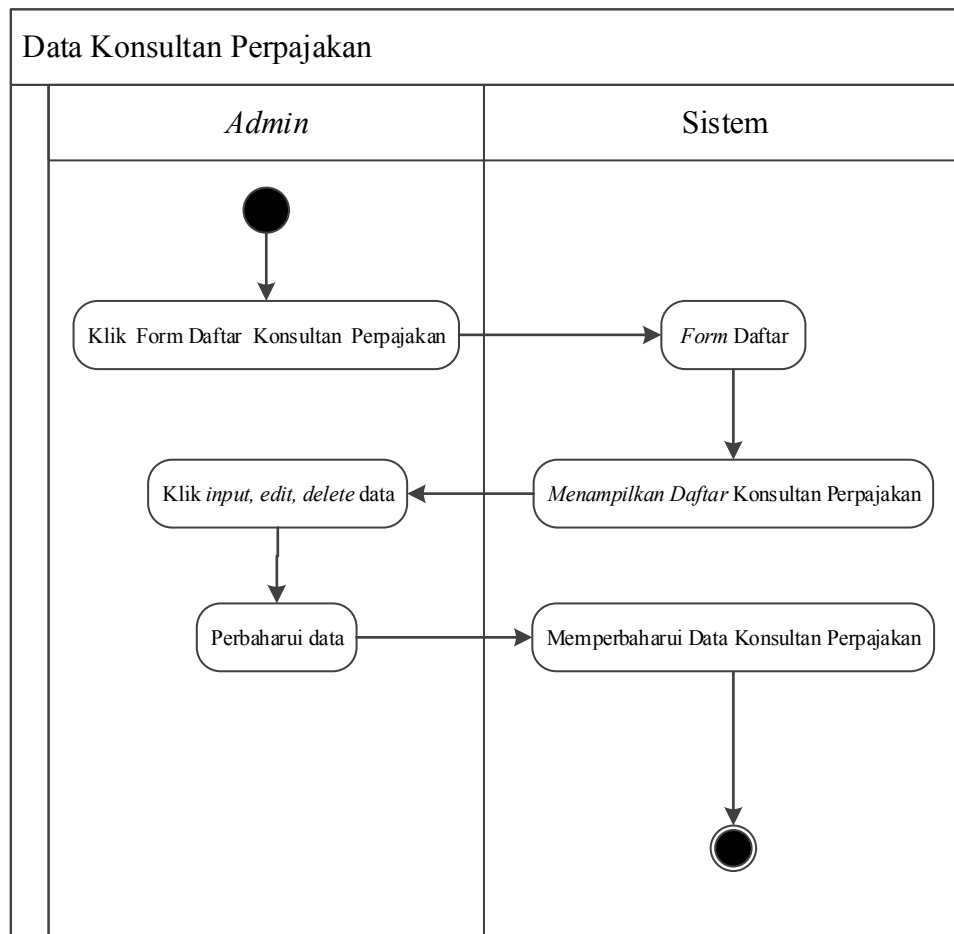 Data Konsultan Perpajakan
Admin
Sistem
Klik Form Daftar Konsultan Perpajakan
Form Daftar
Menampilkan Daftar Konsultan Perpajakan
Klik input, edit, delete data
Perbaharui data
Memperbaharui Data Konsultan Perpajakan